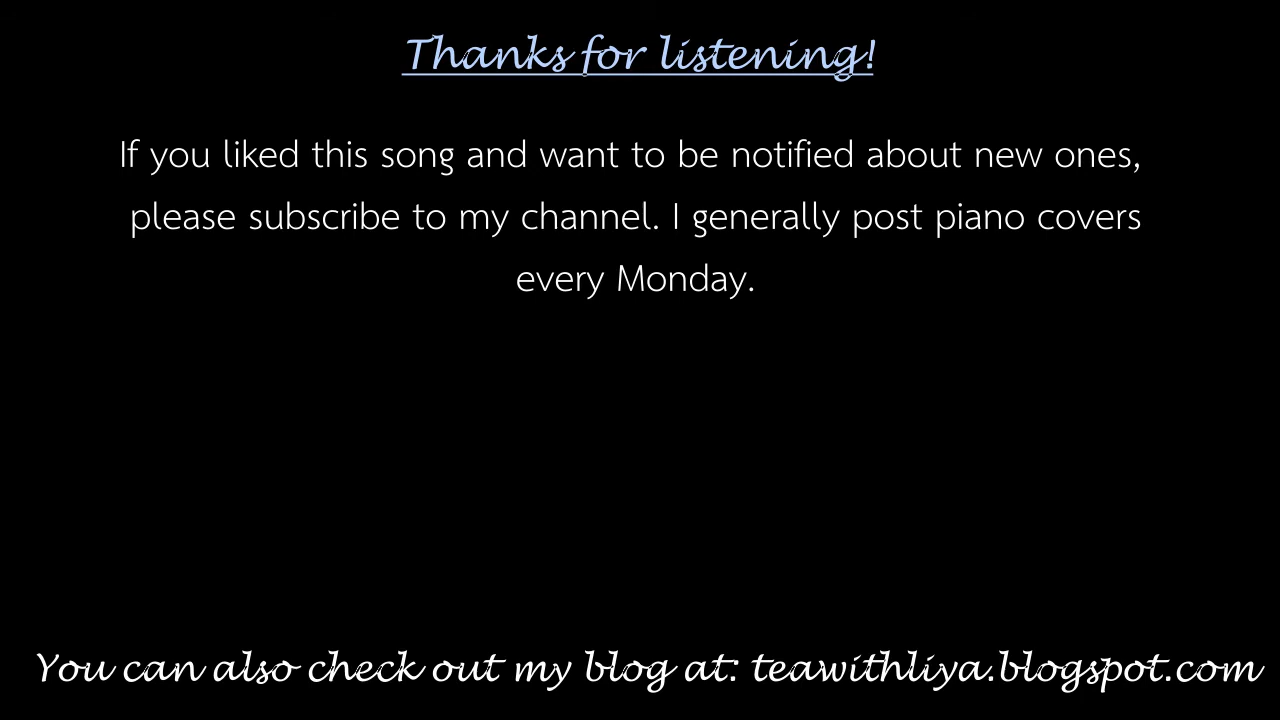 Thanks for listening!
If you liked this song and want to be notified about new ones,
please subscribe to my channel. I generally post piano covers
every Monday.
You can also check out my blog at: teawithliya.blogspot.com